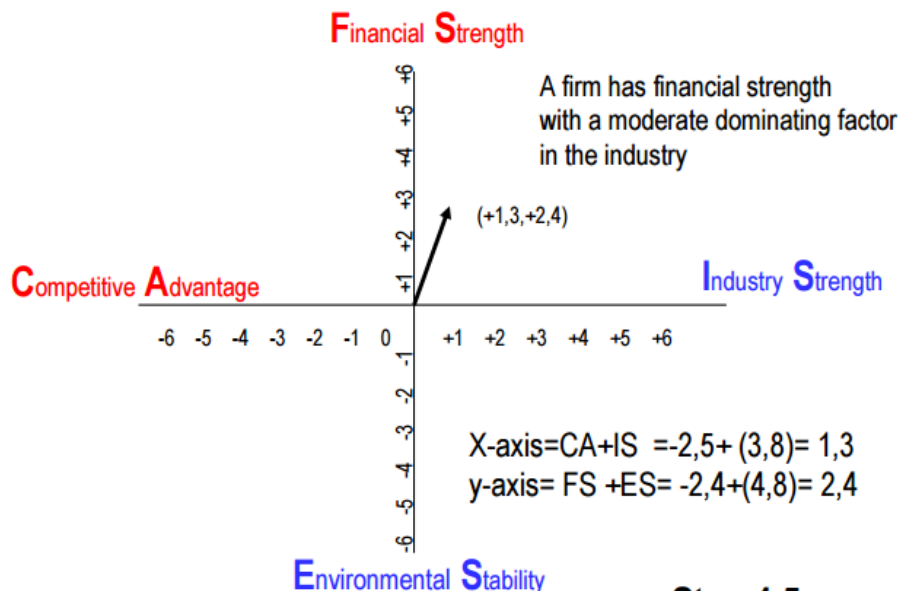 Financial Strength
A firm has financial strength
with a moderate dominating factor
in the industry
+6
+5
+4
+3
+2
+1
(+1,3,+2,4)
Competitive Advantage
Industry Strength
-6 -5 -4 -3 -2 -1 0 +1 +2 +3 +4 +5 +6
-1
-2
-3
-4
-5
-6
X-axis=CA+IS =-2,5+ (3,8)= 1,3
y-axis= FS +ES= -2,4+(4,8)= 2,4
Environmental Stability